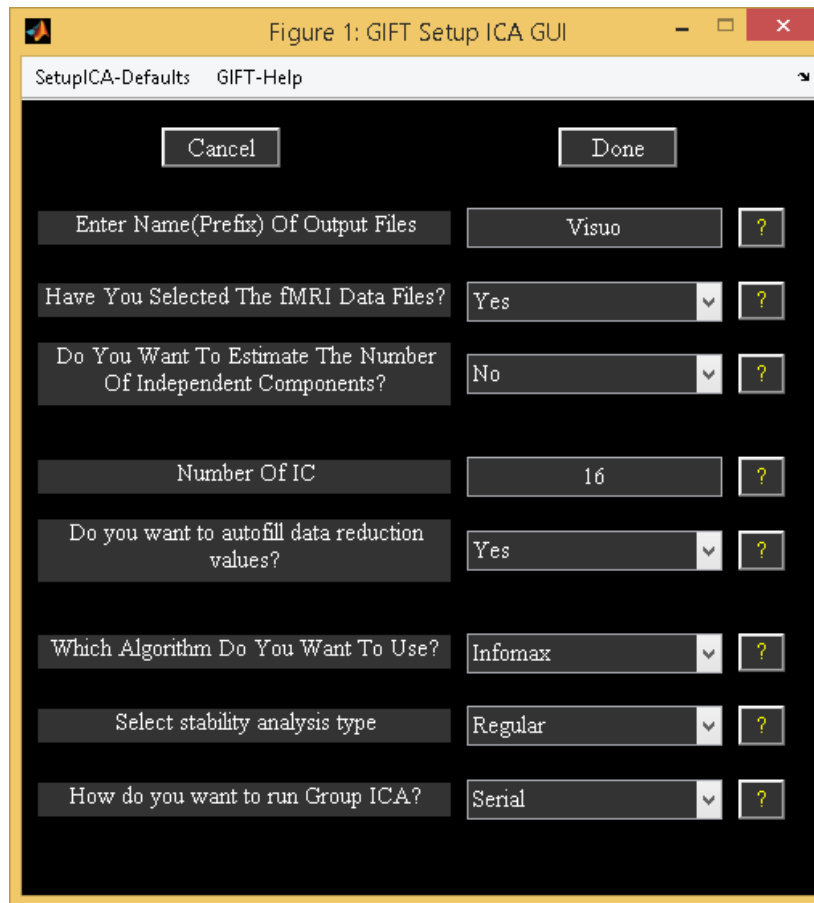 Figure 1: GIFT Setup ICA GUI
SetupICA-Defaults GIFT-Help
Cancel Done
Enter Name(Prefix) Of Output Files Visuo ?
Have You Selected The fMRI Data Files? Yes ?
Do You Want To Estimate The Number
Of Independent Components? No ?
Number Of IC 16 ?
Do you want to autofill data reduction
values? Yes ?
Which Algorithm Do You Want To Use? Infomax ?
Select stability analysis type Regular ?
How do you want to run Group ICA? Serial ?